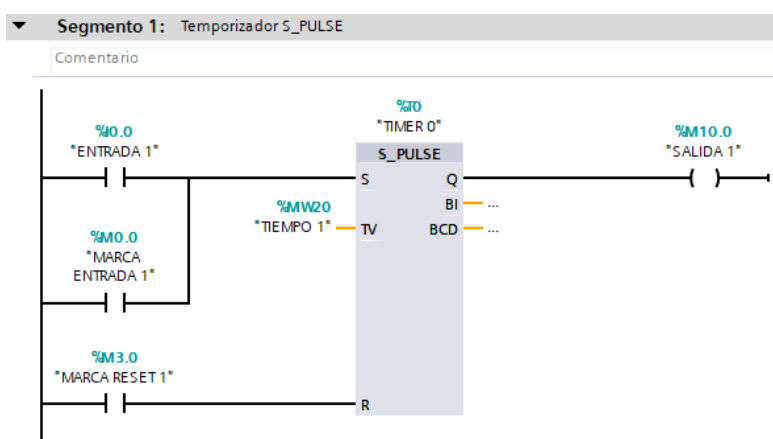 Segmento 1: Temporizador S_PULSE
Comentario
%T0
"TIMER 0"
%I0.0
"ENTRADA 1"
%M10.0
"SALIDA 1"
S_PULSE
S Q
%MW20
"TIEMPO 1"
BI ...
TV BCD ...
%M0.0
"MARCA
ENTRADA 1"
%M3.0
"MARCA RESET 1"
R